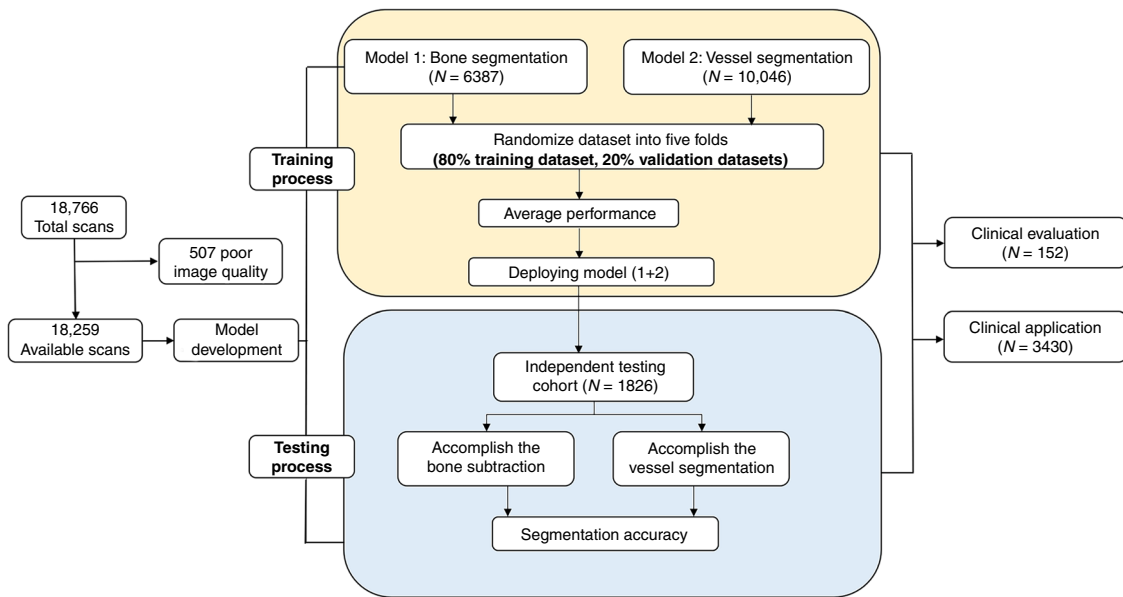 18,766
Total scans
507 poor
image quality
18,259
Available scans
Model
development
Training
process
Testing
process
Model 1: Bone segmentation
(N = 6387)
Model 2: Vessel segmentation
(N = 10,046)
Randomize dataset into five folds
(80% training dataset, 20% validation datasets)
Average performance
Deploying model (1+2)
Independent testing
cohort (N = 1826)
Accomplish the
bone subtraction
Accomplish the
vessel segmentation
Segmentation accuracy
Clinical evaluation
(N = 152)
Clinical application
(N = 3430)